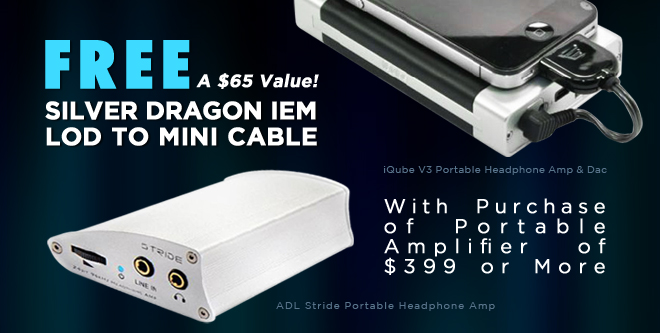 FREE A $65 Value!
SILVER DRAGON IEM
LOD TO MINI CABLE
iQube V3 Portable Headphone Amp & Dac
With Purchase
of Portable
Amplifier of
$399 or More
STRIDE
LINE IN
ADL Stride Portable Headphone Amp